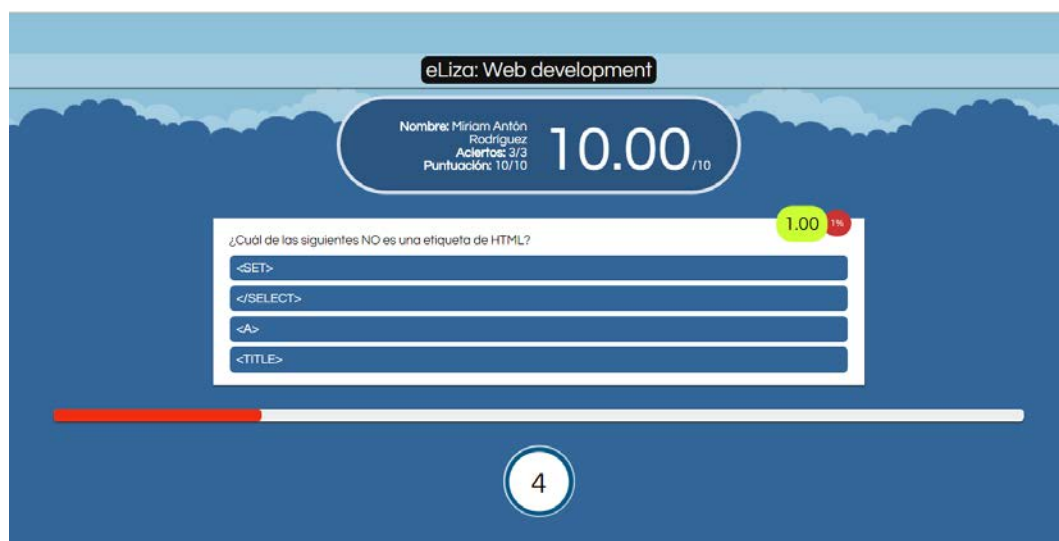 eLiza: Web development
Nombre: Miriam Antón
Rodríguez
Aciertos: 3/3
Puntuación: 10/10
10.00/10
1.00 1%
¿Cuál de las siguientes NO es una etiqueta de HTML?
<SET>
</SELECT>
<A>
<TITLE>
4